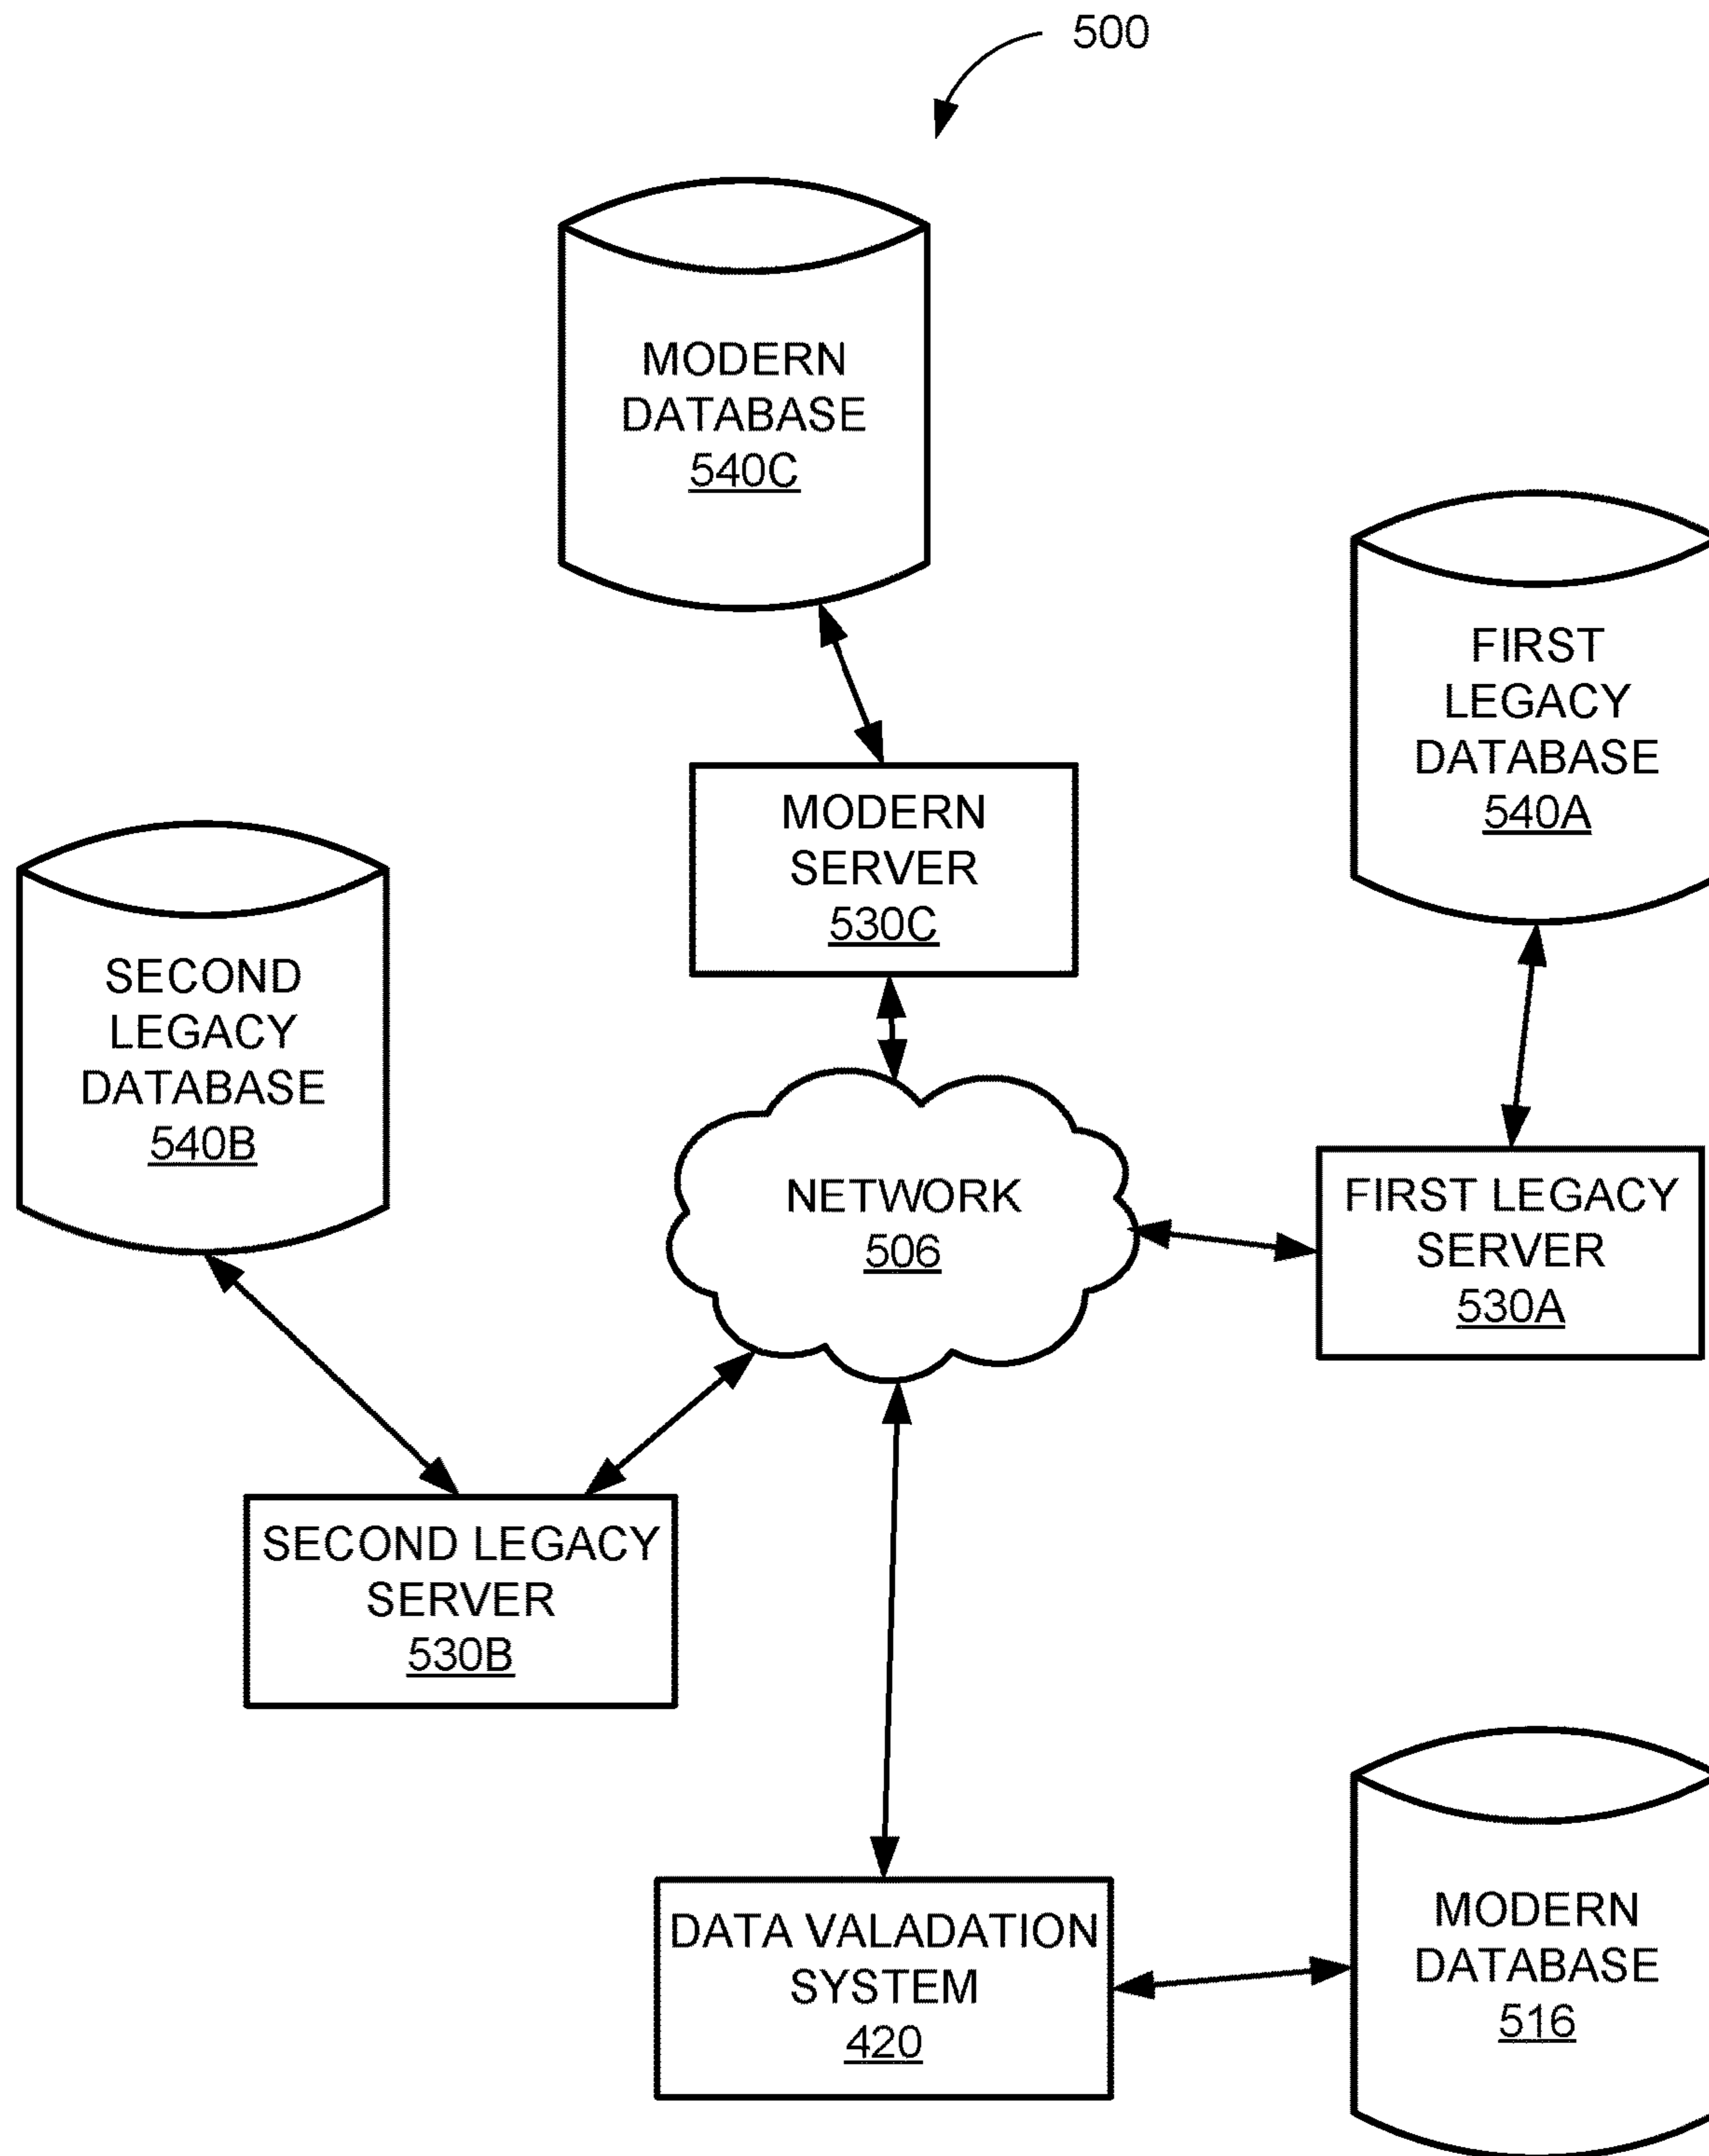 500
MODERN
DATABASE
540C
FIRST
LEGACY
DATABASE
540A
MODERN
SERVER
530C
SECOND
LEGACY
DATABASE
540B
NETWORK
506
FIRST LEGACY
SERVER
530A
SECOND LEGACY
SERVER
530B
DATA VALADATION
SYSTEM
420
MODERN
DATABASE
516